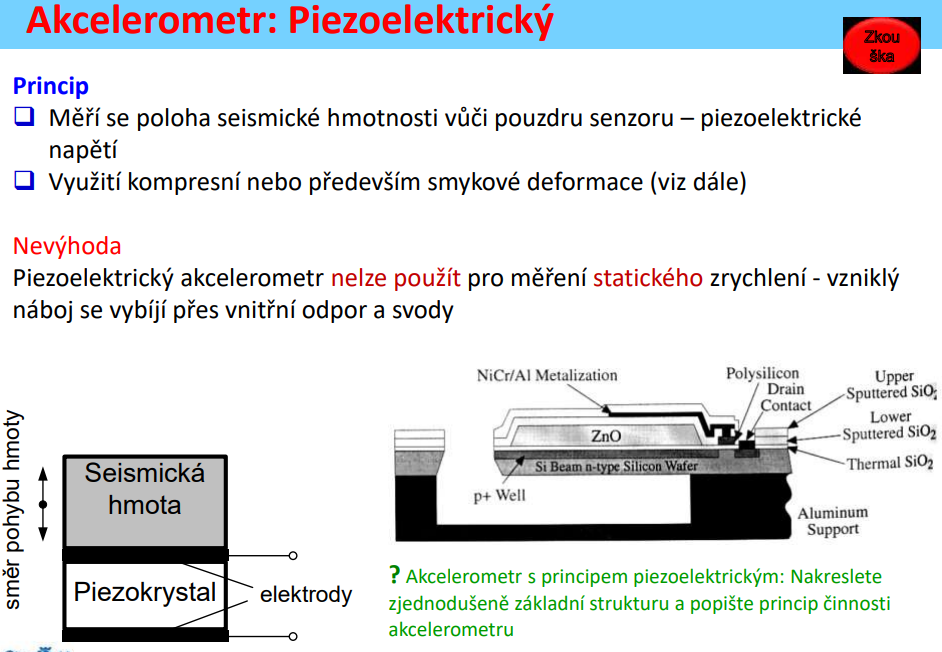 Akcelerometr: Piezoelektrický
Zkou
ška
Princip
Měří se poloha seismické hmotnosti vůči pouzdru senzoru – piezoelektrické
napětí
Využití kompresní nebo především smykové deformace (viz dále)
Nevýhoda
Piezoelektrický akcelerometr nelze použít pro měření statického zrychlení - vzniklý
náboj se vybíjí přes vnitřní odpor a svody
směr pohybu hmoty
Seismická
hmota
Piezokrystal
elektrody
NiCr/Al Metalization
Polysilicon
Drain
Contact
Upper
Sputtered SiO2
Lower
Sputtered SiO2
Thermal SiO2
ZnO
Si Beam n-type Silicon Wafer
p+ Well
Aluminum
Support
? Akcelerometr s principem piezoelektrickým: Nakreslete
zjednodušeně základní strukturu a popište princip činnosti
akcelerometru